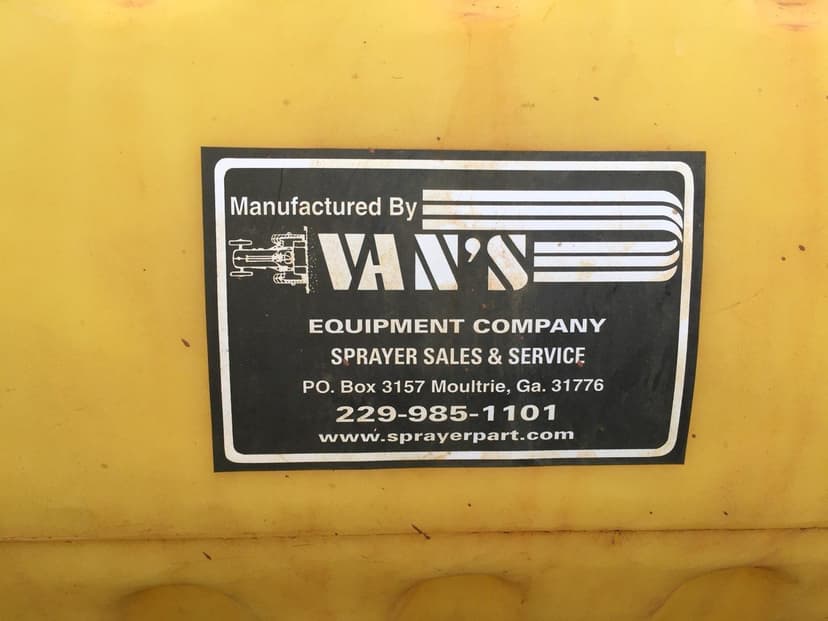 Manufactured By
VAN'S
EQUIPMENT COMPANY
SPRAYER SALES & SERVICE
PO. Box 3157 Moultrie, Ga. 31776
229-985-1101
www.sprayerpart.com